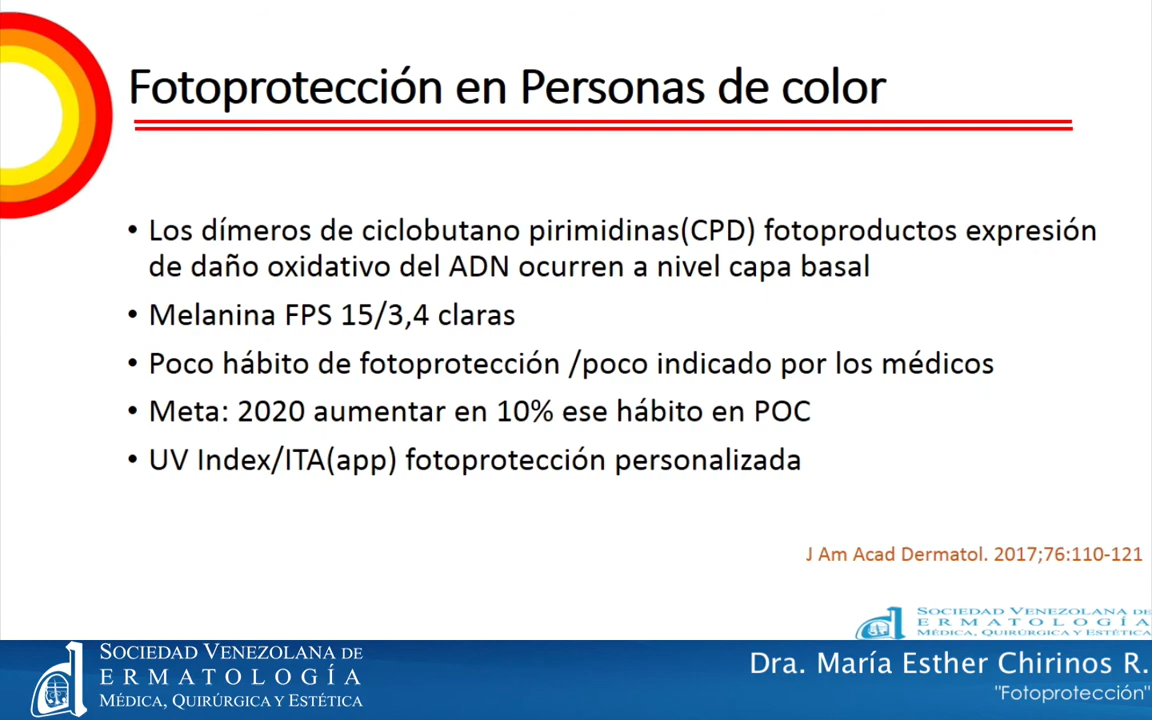 Fotoprotección en Personas de color
• Los dímeros de ciclobutano pirimidinas(CPD) fotoproductos expresión
de daño oxidativo del ADN ocurren a nivel capa basal
• Melanina FPS 15/3,4 claras
• Poco hábito de fotoprotección /poco indicado por los médicos
• Meta: 2020 aumentar en 10% ese hábito en POC
• UV Index/ITA(app) fotoprotección personalizada
J Am Acad Dermatol. 2017;76:110-121
SOCIEDAD VENEZOLANA DE
ERMATOLOGÍA
MÉDICA, QUIRÚRGICA Y ESTÉTICA
SOCIEDAD VENEZOLANA DE
ERMATOLOGÍA
MÉDICA, QUIRÚRGICA Y ESTÉTICA
Dra. María Esther Chirinos R.
"Fotoprotección"